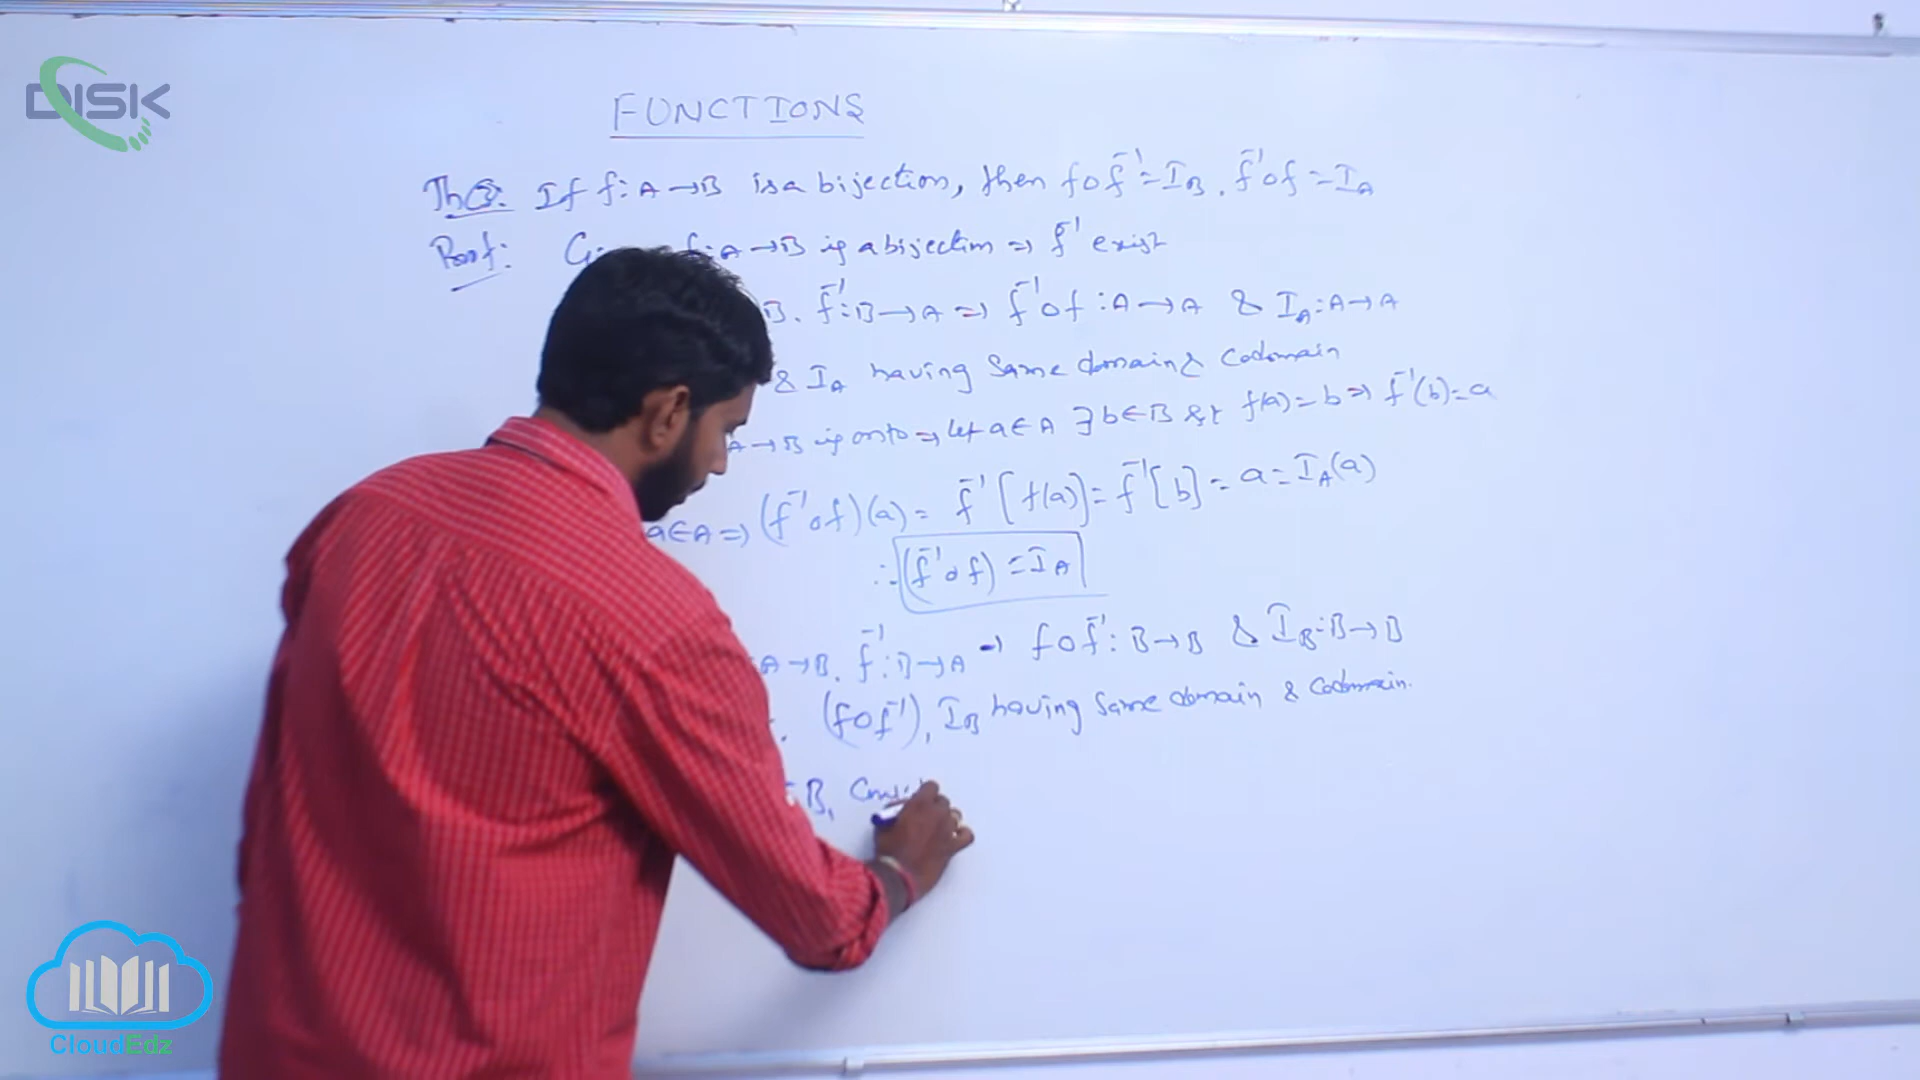 DISK
FUNCTIONS
Th③: If f: A→B is a bijection, then fof⁻¹=I_B, f⁻¹of=I_A
Proof: f: A→B is a bijection ⇒ f⁻¹ exist
B, f⁻¹: B→A ⇒ f⁻¹of : A→A & I_A: A→A
& I_A having same domain & codomain
A→B is onto ⇒ let a∈A ∃ b∈B s.t f(a)=b ⇒ f⁻¹(b)=a
a∈A ⇒ (f⁻¹of)(a) = f⁻¹[f(a)] = f⁻¹[b] = a = I_A(a)
∴ (f⁻¹of) = I_A
A→B, f⁻¹: B→A ⇒ fof⁻¹: B→B & I_B: B→B
(fof⁻¹), I_B having same domain & codomain.
B,
CloudEdz